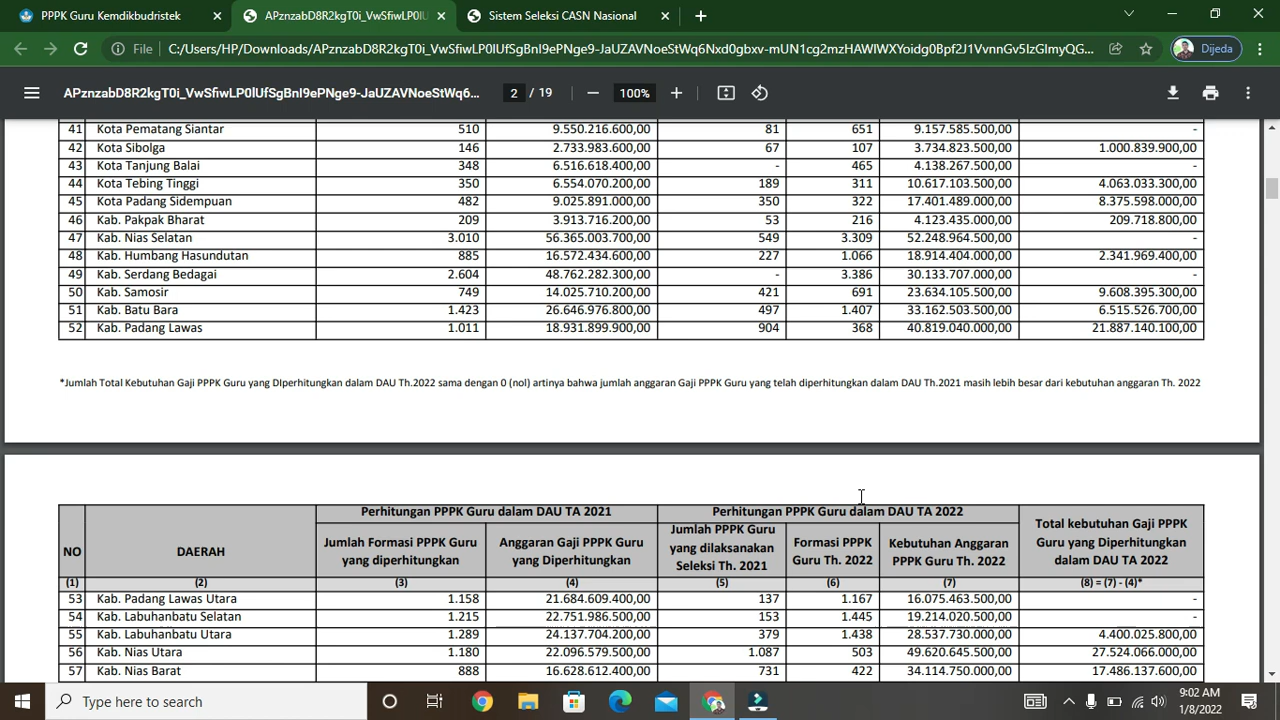 PPPK Guru Kemdikbudristek
APznzabD8R2kgT0i_VwSfiwLP0lUf
Sistem Seleksi CASN Nasional
File
C:/Users/HP/Downloads/APznzabD8R2kgT0i_VwSfiwLP0lUfSgBnI9ePNge9-JaUZAVNoeStWq6Nxd0gbxv-mUN1cg2mzHAWlWXYoidg0Bpf2J1VvnnGv5IzGlmyQG...
Dijeda
APznzabD8R2kgT0i_VwSfiwLP0lUfSgBnI9ePNge9-JaUZAVNoeStWq6...
2 / 19
100%
41 Kota Pematang Siantar 510 9.550.216.600,00 81 651 9.157.585.500,00 -
42 Kota Sibolga 146 2.733.983.600,00 67 107 3.734.823.500,00 1.000.839.900,00
43 Kota Tanjung Balai 348 6.516.618.400,00 - 465 4.138.267.500,00 -
44 Kota Tebing Tinggi 350 6.554.070.200,00 189 311 10.617.103.500,00 4.063.033.300,00
45 Kota Padang Sidempuan 482 9.025.891.000,00 350 322 17.401.489.000,00 8.375.598.000,00
46 Kab. Pakpak Bharat 209 3.913.716.200,00 53 216 4.123.435.000,00 209.718.800,00
47 Kab. Nias Selatan 3.010 56.365.003.700,00 549 3.309 52.248.964.500,00 -
48 Kab. Humbang Hasundutan 885 16.572.434.600,00 227 1.066 18.914.404.000,00 2.341.969.400,00
49 Kab. Serdang Bedagai 2.604 48.762.282.300,00 - 3.386 30.133.707.000,00 -
50 Kab. Samosir 749 14.025.710.200,00 421 691 23.634.105.500,00 9.608.395.300,00
51 Kab. Batu Bara 1.423 26.646.976.800,00 497 1.407 33.162.503.500,00 6.515.526.700,00
52 Kab. Padang Lawas 1.011 18.931.899.900,00 904 368 40.819.040.000,00 21.887.140.100,00
*Jumlah Total Kebutuhan Gaji PPPK Guru yang DIperhitungkan dalam DAU Th.2022 sama dengan 0 (nol) artinya bahwa jumlah anggaran Gaji PPPK Guru yang telah diperhitungkan dalam DAU Th.2021 masih lebih besar dari kebutuhan anggaran Th. 2022
NO
DAERAH
Perhitungan PPPK Guru dalam DAU TA 2021
Jumlah Formasi PPPK Guru
yang diperhitungkan
Anggaran Gaji PPPK Guru
yang Diperhitungkan
Perhitungan PPPK Guru dalam DAU TA 2022
Jumlah PPPK Guru
yang dilaksanakan
Seleksi Th. 2021
Formasi PPPK
Guru Th. 2022
Kebutuhan Anggaran
PPPK Guru Th. 2022
Total kebutuhan Gaji PPPK
Guru yang Diperhitungkan
dalam DAU TA 2022
(1) (2) (3) (4) (5) (6) (7) (8) = (7) - (4)*
53 Kab. Padang Lawas Utara 1.158 21.684.609.400,00 137 1.167 16.075.463.500,00 -
54 Kab. Labuhanbatu Selatan 1.215 22.751.986.500,00 153 1.445 19.214.020.500,00 -
55 Kab. Labuhanbatu Utara 1.289 24.137.704.200,00 379 1.438 28.537.730.000,00 4.400.025.800,00
56 Kab. Nias Utara 1.180 22.096.579.500,00 1.087 503 49.620.645.500,00 27.524.066.000,00
57 Kab. Nias Barat 888 16.628.612.400,00 731 422 34.114.750.000,00 17.486.137.600,00
Type here to search
9:02 AM
1/8/2022